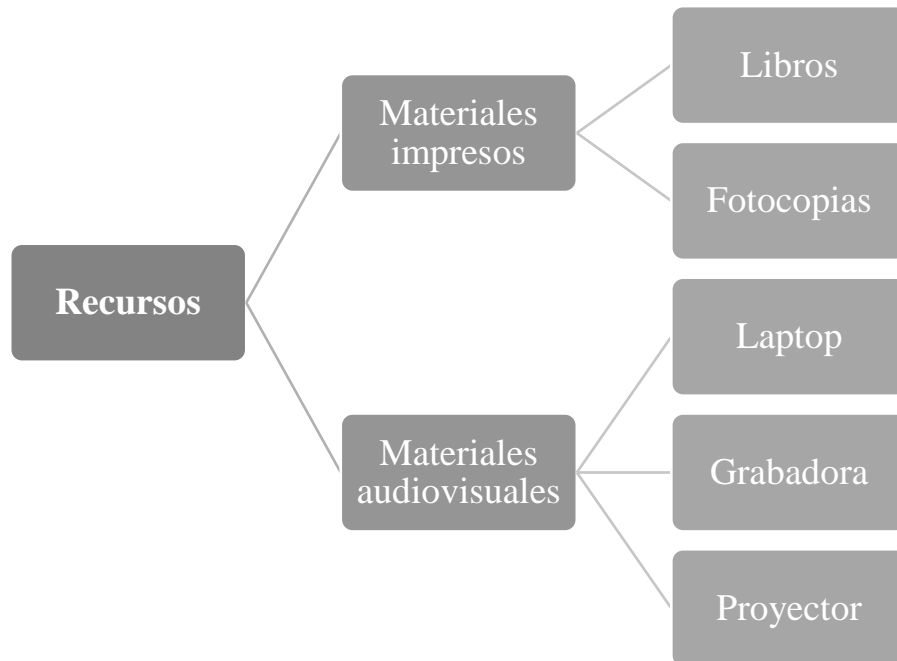 Recursos
Materiales
impresos
Libros
Fotocopias
Materiales
audiovisuales
Laptop
Grabadora
Proyector